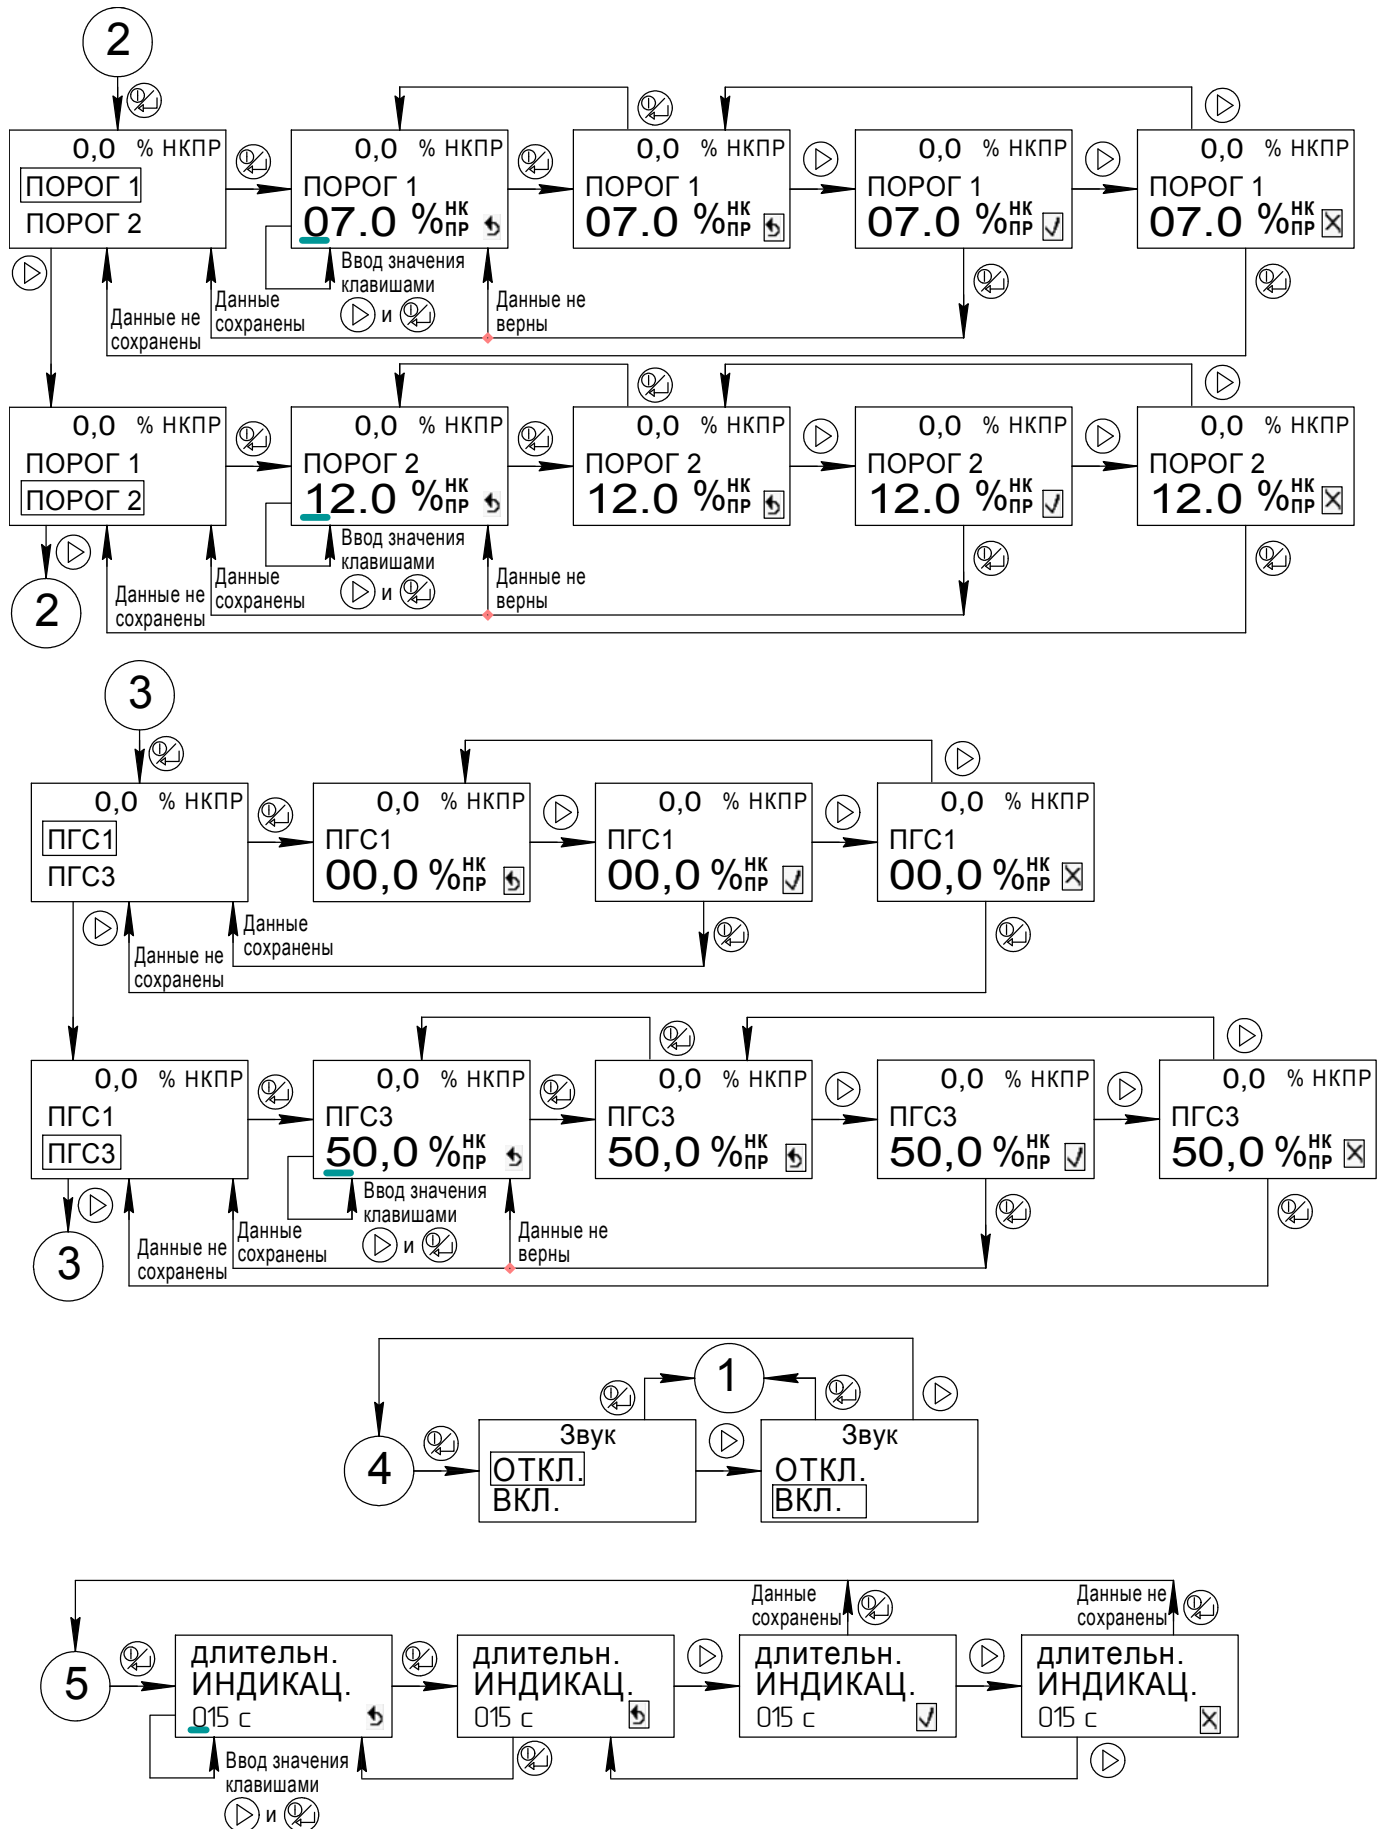 2
0,0 % НКПР
ПОРОГ 1
ПОРОГ 2
0,0 % НКПР
ПОРОГ 1
07.0 % НК ПР
0,0 % НКПР
ПОРОГ 1
07.0 % НК ПР
0,0 % НКПР
ПОРОГ 1
07.0 % НК ПР
0,0 % НКПР
ПОРОГ 1
07.0 % НК ПР
Данные не
сохранены
Данные
сохранены
Ввод значения
клавишами
и
Данные не
верны
0,0 % НКПР
ПОРОГ 1
ПОРОГ 2
0,0 % НКПР
ПОРОГ 2
12.0 % НК ПР
0,0 % НКПР
ПОРОГ 2
12.0 % НК ПР
0,0 % НКПР
ПОРОГ 2
12.0 % НК ПР
0,0 % НКПР
ПОРОГ 2
12.0 % НК ПР
2
Данные не
сохранены
Данные
сохранены
Ввод значения
клавишами
и
Данные не
верны
3
0,0 % НКПР
ПГС1
ПГС3
0,0 % НКПР
ПГС1
00,0 % НК ПР
0,0 % НКПР
ПГС1
00,0 % НК ПР
0,0 % НКПР
ПГС1
00,0 % НК ПР
Данные не
сохранены
Данные
сохранены
0,0 % НКПР
ПГС1
ПГС3
0,0 % НКПР
ПГС3
50,0 % НК ПР
0,0 % НКПР
ПГС3
50,0 % НК ПР
0,0 % НКПР
ПГС3
50,0 % НК ПР
0,0 % НКПР
ПГС3
50,0 % НК ПР
3
Данные не
сохранены
Данные
сохранены
Ввод значения
клавишами
и
Данные не
верны
1
4
Звук
ОТКЛ.
ВКЛ.
Звук
ОТКЛ.
ВКЛ.
Данные
сохранены
Данные не
сохранены
5
длительн.
ИНДИКАЦ.
015 с
длительн.
ИНДИКАЦ.
015 с
длительн.
ИНДИКАЦ.
015 с
длительн.
ИНДИКАЦ.
015 с
Ввод значения
клавишами
и